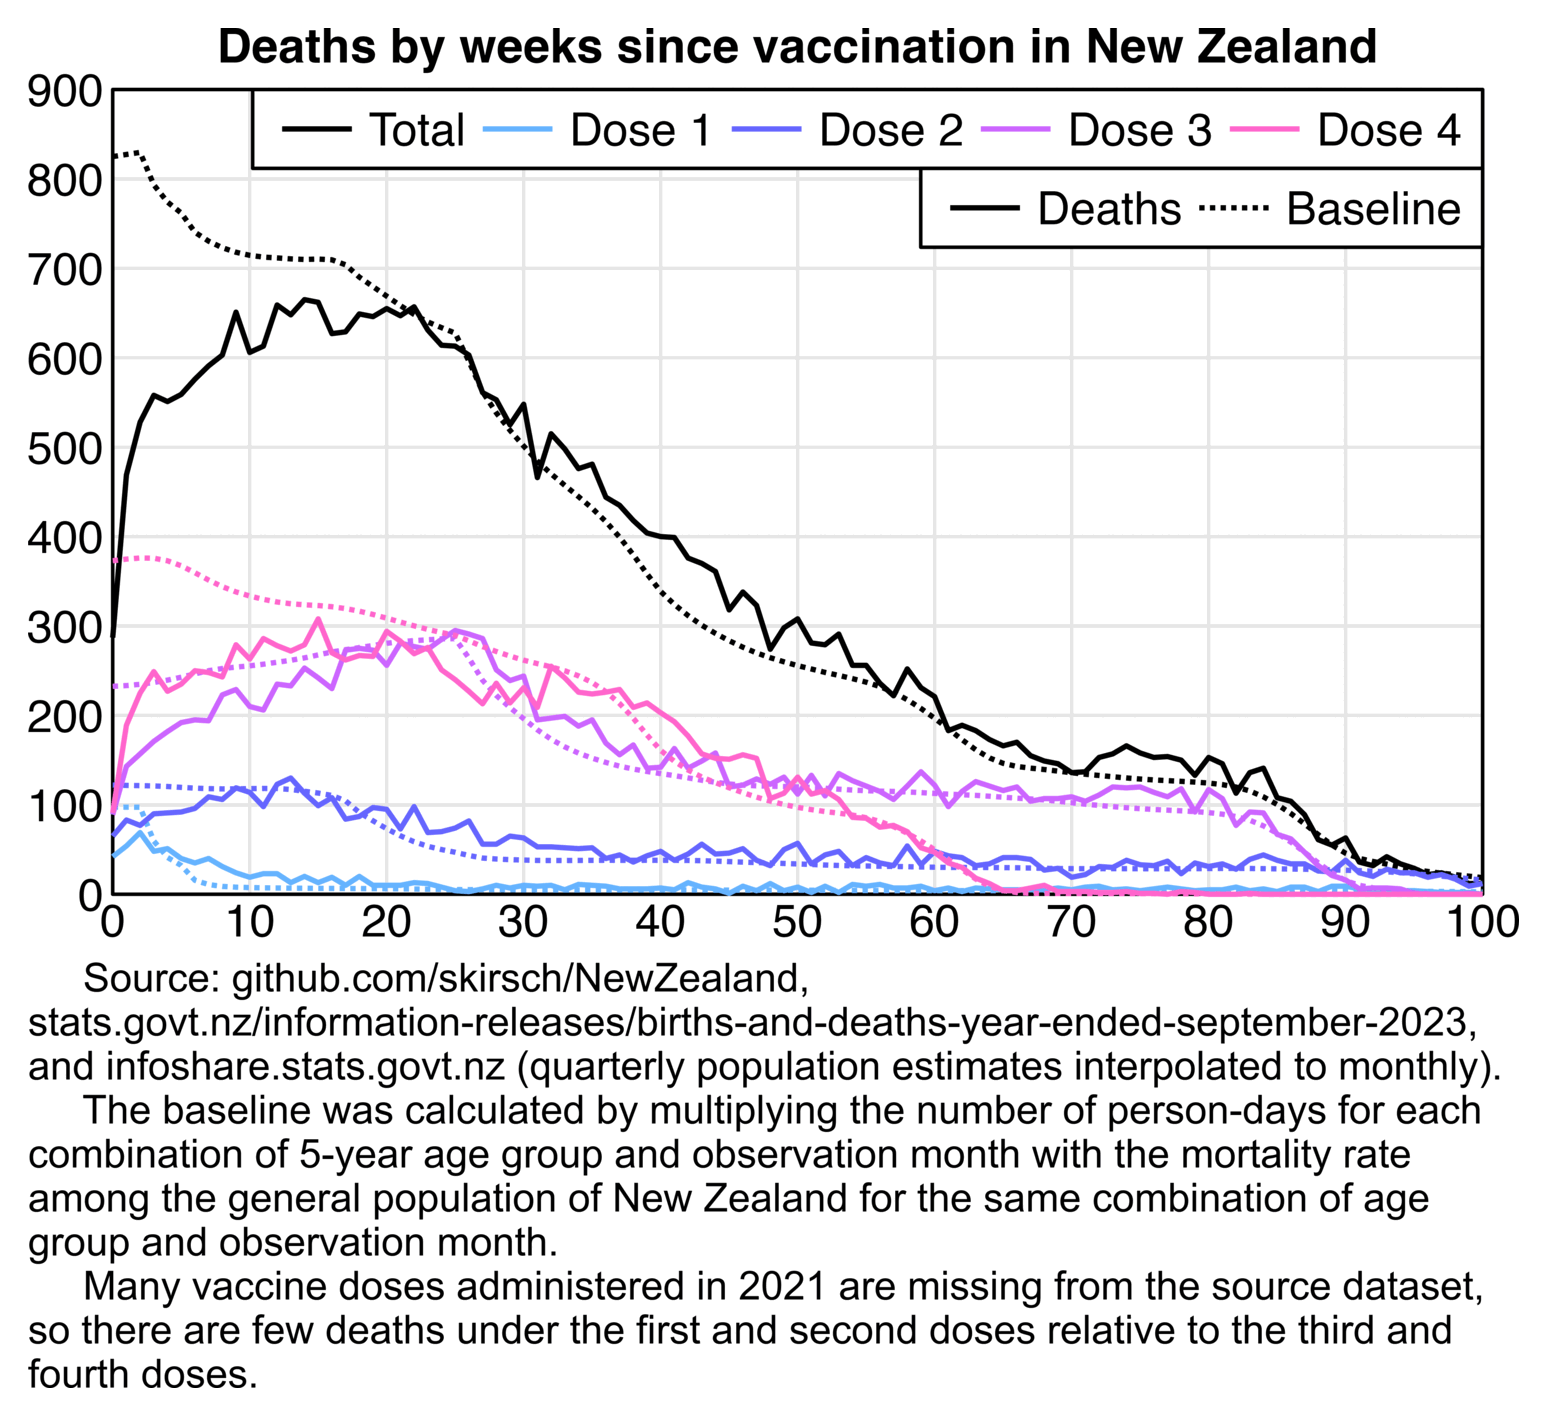 Deaths by weeks since vaccination in New Zealand
900
Total Dose 1 Dose 2 Dose 3 Dose 4
800
Deaths Baseline
700
600
500
400
300
200
100
0
0 10 20 30 40 50 60 70 80 90 100
Source: github.com/skirsch/NewZealand,
stats.govt.nz/information-releases/births-and-deaths-year-ended-september-2023,
and infoshare.stats.govt.nz (quarterly population estimates interpolated to monthly).
The baseline was calculated by multiplying the number of person-days for each
combination of 5-year age group and observation month with the mortality rate
among the general population of New Zealand for the same combination of age
group and observation month.
Many vaccine doses administered in 2021 are missing from the source dataset,
so there are few deaths under the first and second doses relative to the third and
fourth doses.